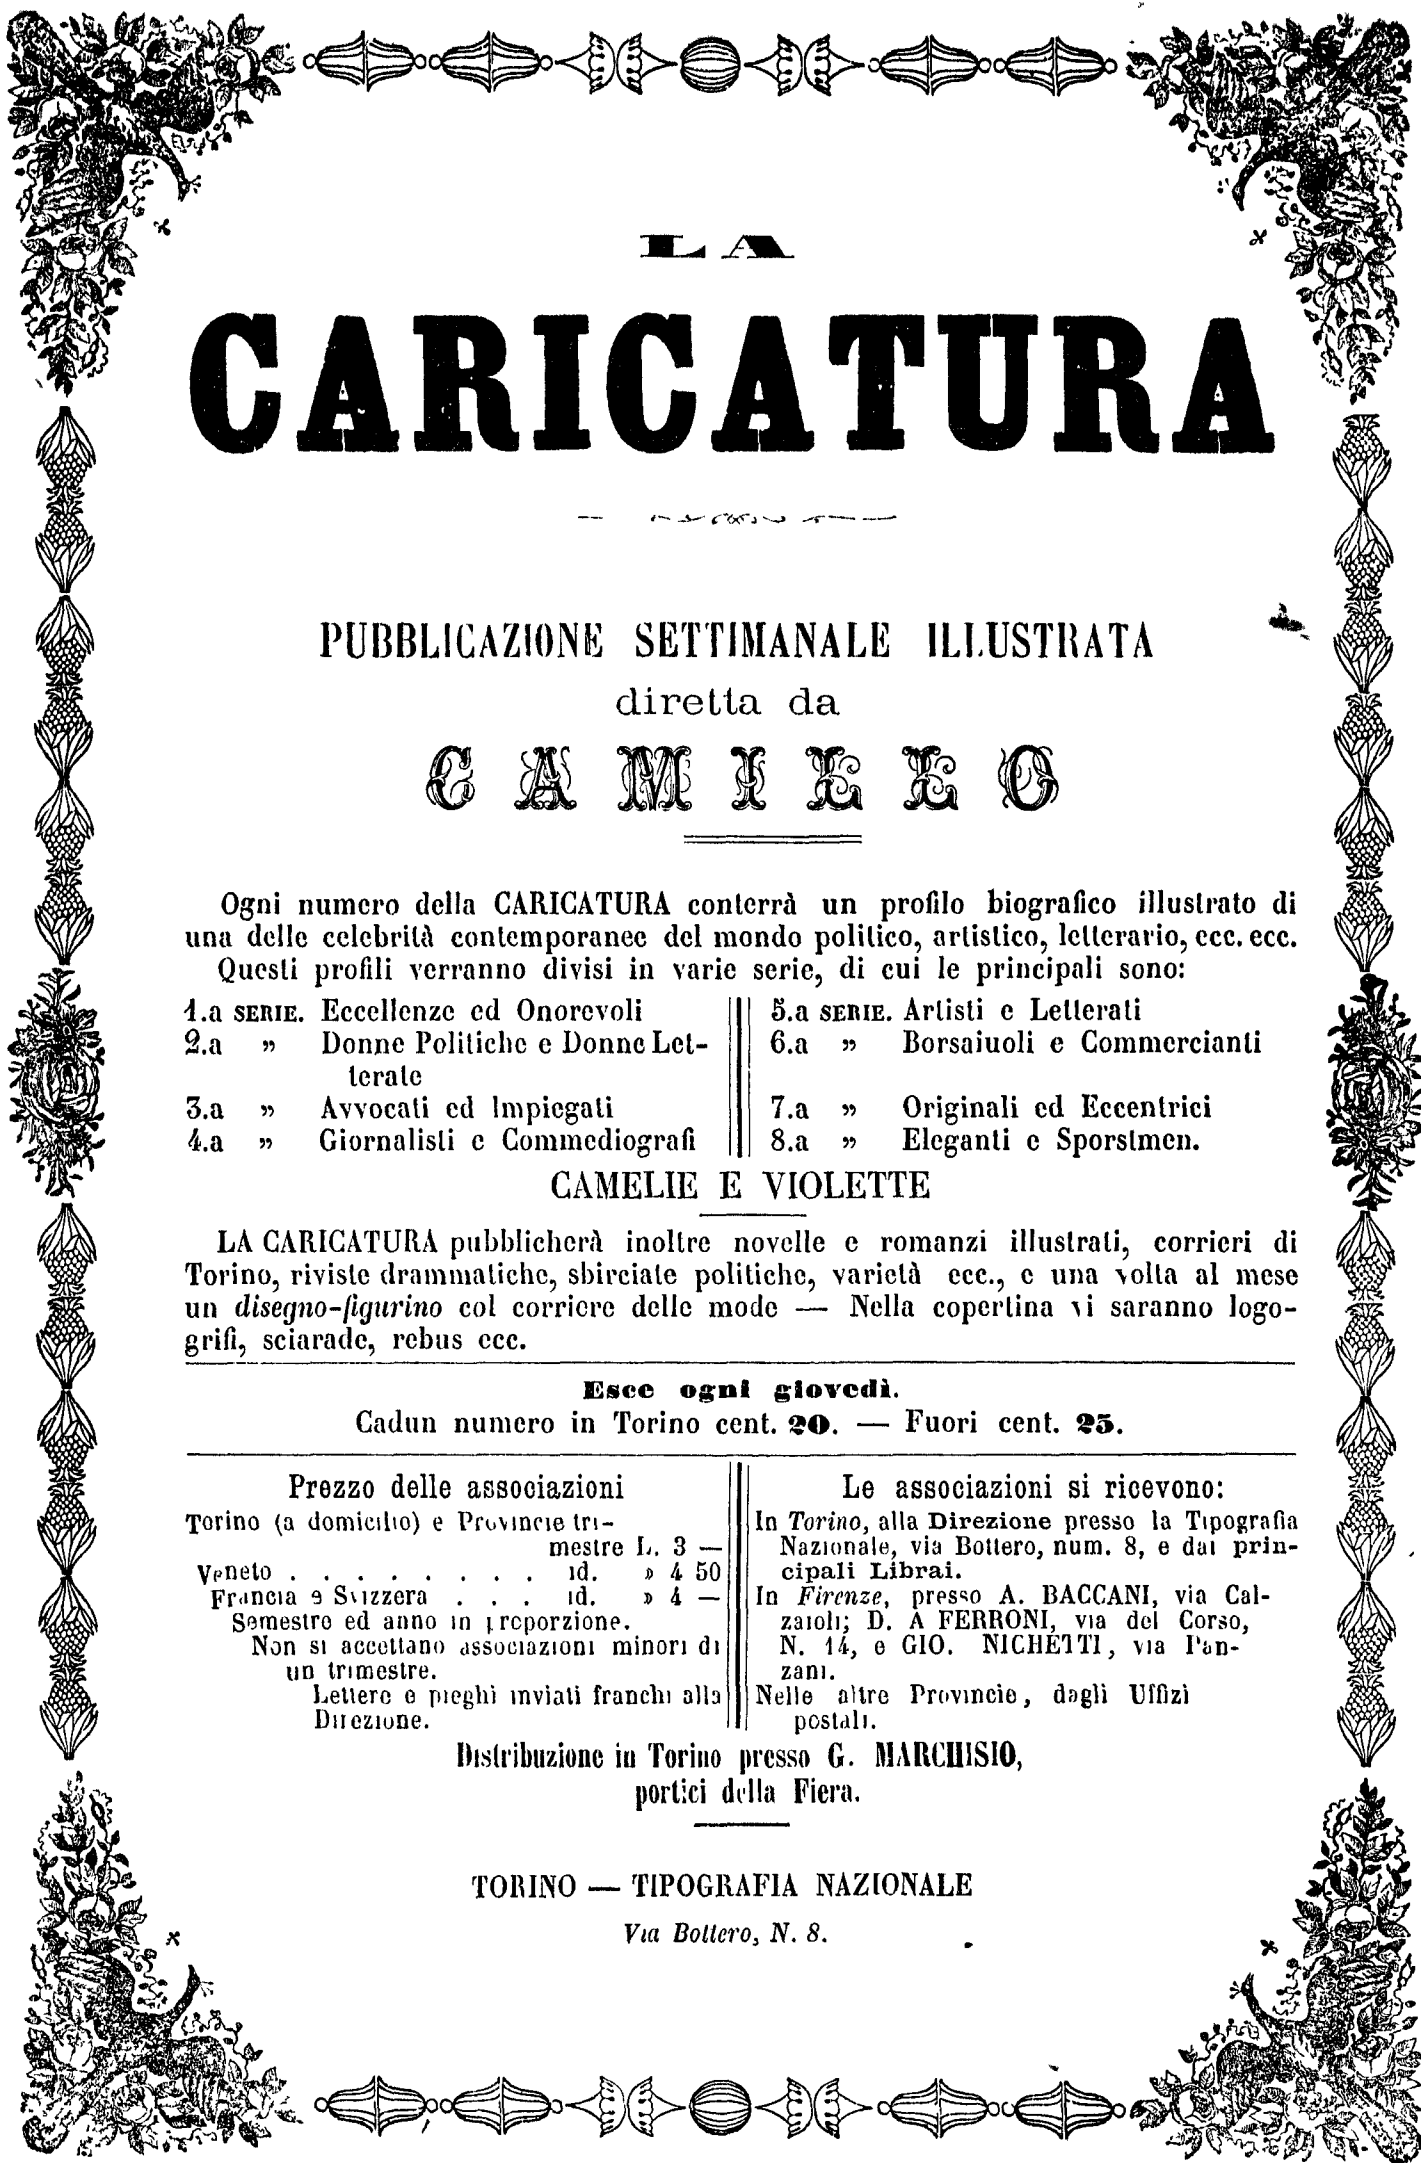 LA
CARICATURA
PUBBLICAZIONE SETTIMANALE ILLUSTRATA
diretta da
CAMILLO
Ogni numero della CARICATURA conterrà un profilo biografico illustrato di
una delle celebrità contemporanee del mondo politico, artistico, letterario, ecc. ecc.
Questi profili verranno divisi in varie serie, di cui le principali sono:
1.a SERIE. Eccellenze ed Onorevoli
2.a » Donne Politiche e Donne Let-
terate
3.a » Avvocati ed Impiegati
4.a » Giornalisti e Commediografi
5.a SERIE. Artisti e Letterati
6.a » Borsaiuoli e Commercianti
7.a » Originali ed Eccentrici
8.a » Eleganti e Sporstmen.
CAMELIE E VIOLETTE
LA CARICATURA pubblicherà inoltre novelle e romanzi illustrati, corrieri di
Torino, riviste drammatiche, sbirciate politiche, varietà ecc., e una volta al mese
un disegno-figurino col corriere delle mode — Nella copertina vi saranno logo-
grifi, sciarade, rebus ecc.
Esce ogni giovedì.
Cadun numero in Torino cent. 20. — Fuori cent. 25.
Prezzo delle associazioni
Torino (a domicilio) e Provincie tri-
mestre L. 3 —
Veneto . . . . . . . . id. » 4 50
Francia e Svizzera . . . id. » 4 —
Semestre ed anno in proporzione.
Non si accettano associazioni minori di
un trimestre.
Lettere e pieghi inviati franchi alla
Direzione.
Le associazioni si ricevono:
In Torino, alla Direzione presso la Tipografia
Nazionale, via Bottero, num. 8, e dai prin-
cipali Librai.
In Firenze, presso A. BACCANI, via Cal-
zaioli; D. A FERRONI, via del Corso,
N. 14, e GIO. NICHETTI, via Pan-
zani.
Nelle altre Provincie, dagli Uffizi
postali.
Distribuzione in Torino presso G. MARCHISIO,
portici della Fiera.
TORINO — TIPOGRAFIA NAZIONALE
Via Bottero, N. 8.